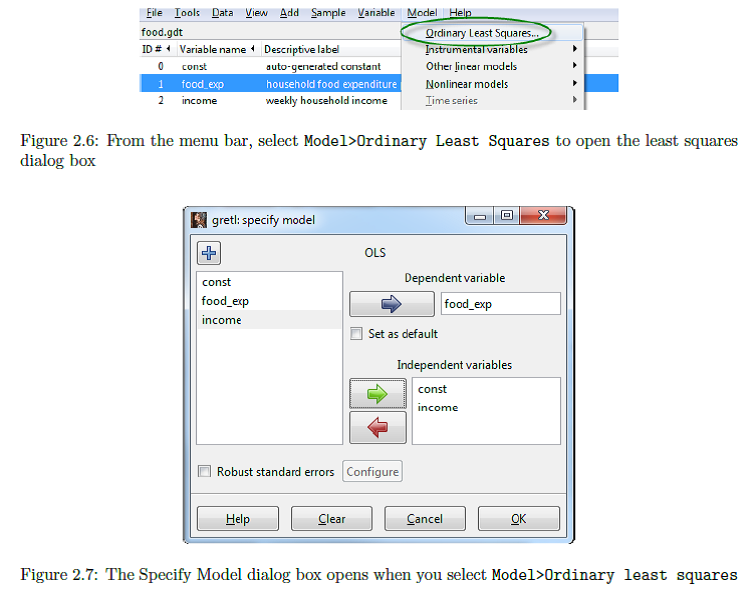 File Tools Data View Add Sample Variable Model Help
food.gdt
Ordinary Least Squares...
ID # Variable name Descriptive label
Instrumental variables
0 const auto-generated constant
Other linear models
1 food_exp household food expenditure
Nonlinear models
2 income weekly household income
Time series
Figure 2.6: From the menu bar, select Model>Ordinary Least Squares to open the least squares
dialog box
gretl: specify model
OLS
const
food_exp
income
Dependent variable
food_exp
Set as default
Independent variables
const
income
Robust standard errors Configure
Help Clear Cancel OK
Figure 2.7: The Specify Model dialog box opens when you select Model>Ordinary least squares